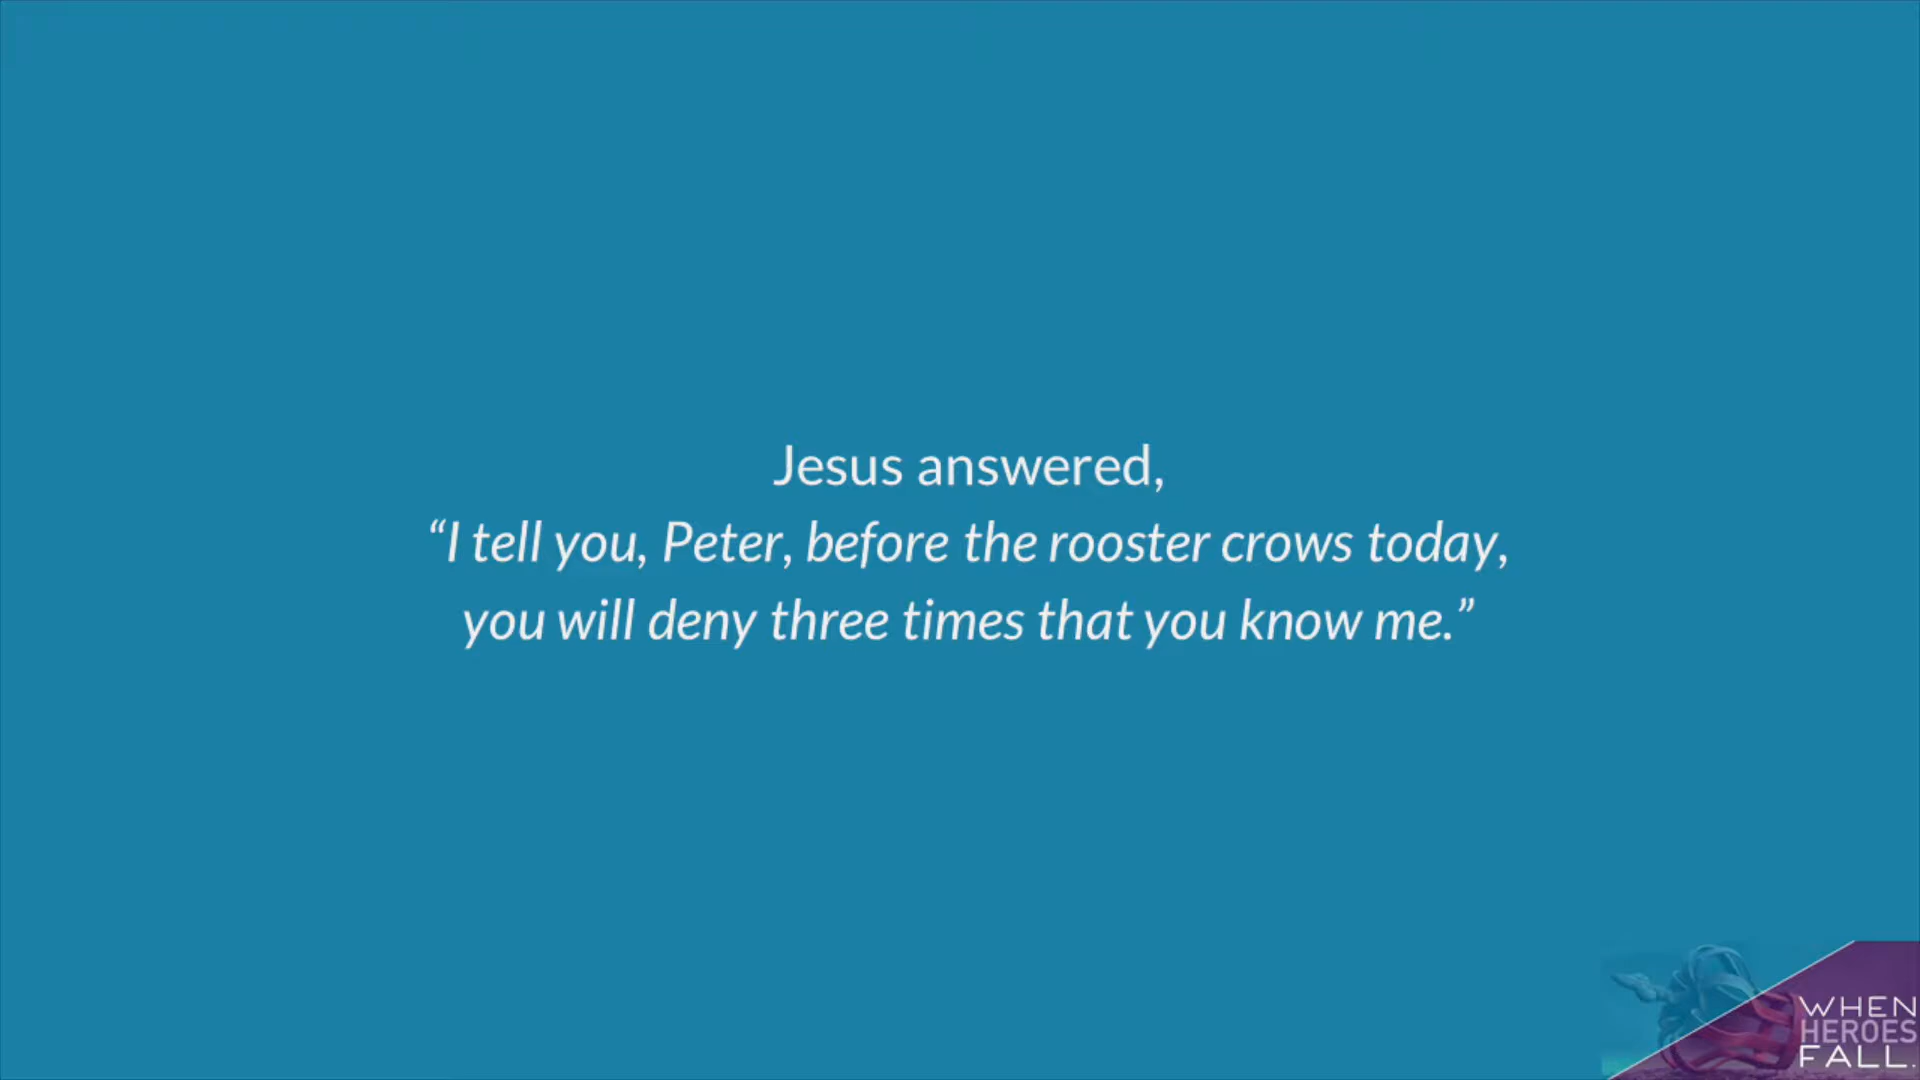 Jesus answered,
“I tell you, Peter, before the rooster crows today,
you will deny three times that you know me.”
WHEN
HEROES
FALL.